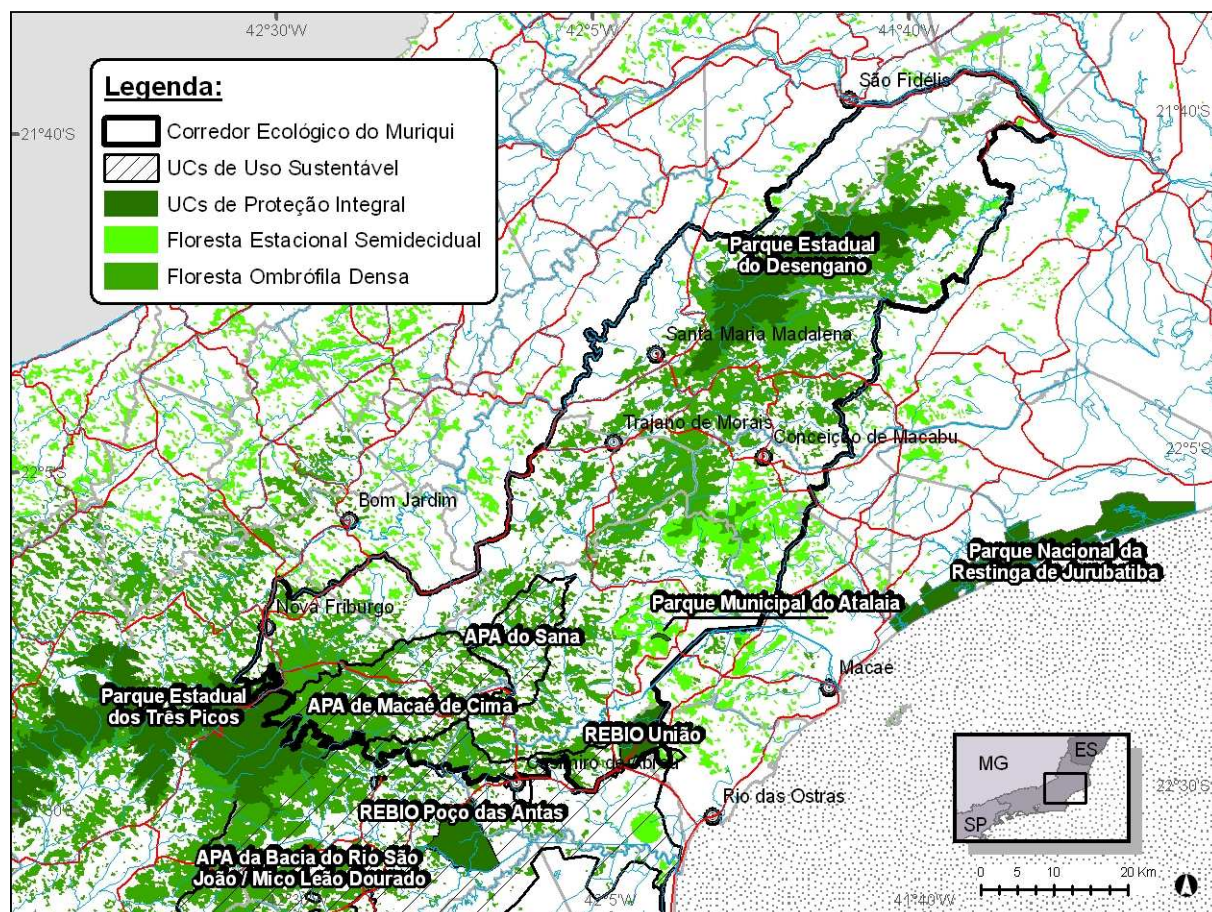 42°30'W
42°5'W
41°40'W
Legenda:
Corredor Ecológico do Muriqui
UCs de Uso Sustentável
UCs de Proteção Integral
Floresta Estacional Semidecidual
Floresta Ombrófila Densa
São Fidélis
21°40'S
21°40'S
Parque Estadual
do Desengano
Santa Maria Madalena
Trajano de Morais
Conceição de Macabu
22°5'S
22°5'S
Bom Jardim
Parque Nacional da
Restinga de Jurubatiba
Nova Friburgo
Parque Municipal do Atalaia
APA do Sana
Macaé
Parque Estadual
dos Três Picos
APA de Macaé de Cima
REBIO União
Casimiro de Abreu
MG
ES
SP
22°30'S
Rio das Ostras
REBIO Poço das Antas
APA da Bacia do Rio São
João / Mico Leão Dourado
42°5'W
41°40'W
0 5 10 20 Km